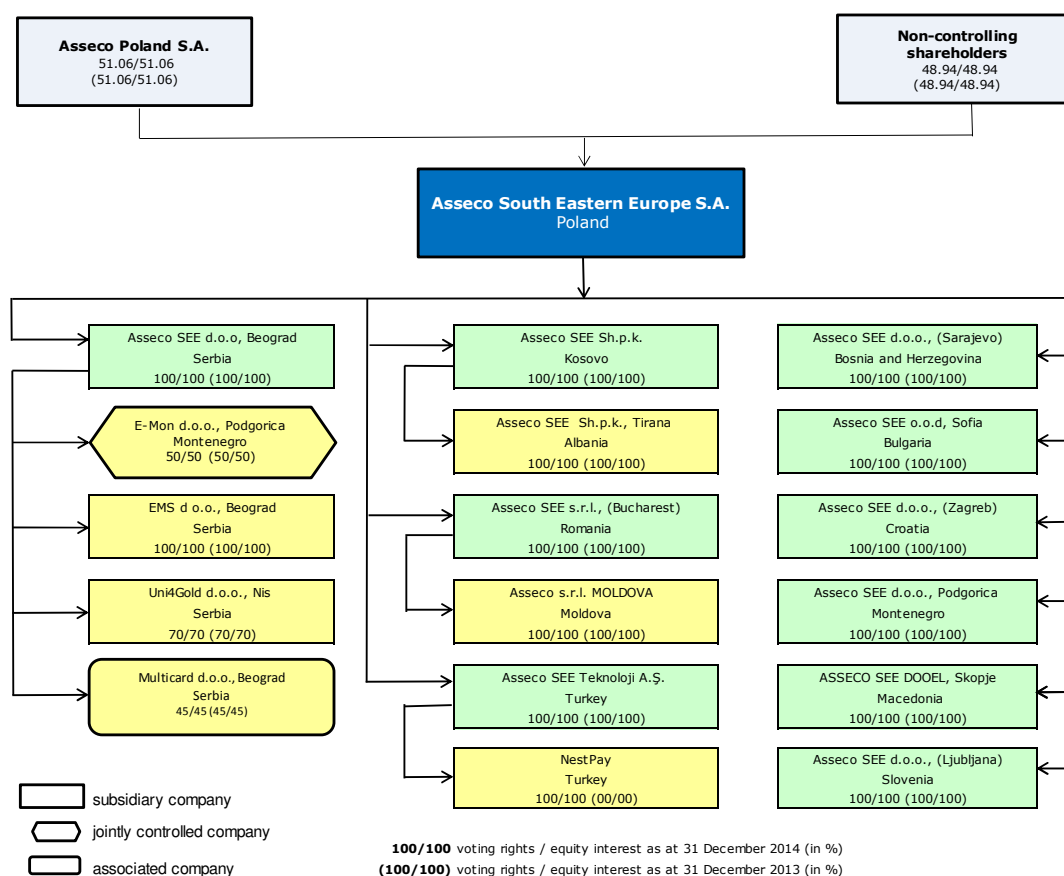 Asseco Poland S.A.
51.06/51.06
(51.06/51.06)
Non-controlling
shareholders
48.94/48.94
(48.94/48.94)
Asseco South Eastern Europe S.A.
Poland
Asseco SEE d.o.o, Beograd
Serbia
100/100 (100/100)
E-Mon d.o.o., Podgorica
Montenegro
50/50 (50/50)
EMS d o.o., Beograd
Serbia
100/100 (100/100)
Uni4Gold d.o.o., Nis
Serbia
70/70 (70/70)
Multicard d.o.o., Beograd
Serbia
45/45 (45/45)
Asseco SEE Sh.p.k.
Kosovo
100/100 (100/100)
Asseco SEE Sh.p.k., Tirana
Albania
100/100 (100/100)
Asseco SEE s.r.l., (Bucharest)
Romania
100/100 (100/100)
Asseco s.r.l. MOLDOVA
Moldova
100/100 (100/100)
Asseco SEE Teknoloji A.Ş.
Turkey
100/100 (100/100)
NestPay
Turkey
100/100 (00/00)
Asseco SEE d.o.o., (Sarajevo)
Bosnia and Herzegovina
100/100 (100/100)
Asseco SEE o.o.d, Sofia
Bulgaria
100/100 (100/100)
Asseco SEE d.o.o., (Zagreb)
Croatia
100/100 (100/100)
Asseco SEE d.o.o., Podgorica
Montenegro
100/100 (100/100)
ASSECO SEE DOOEL, Skopje
Macedonia
100/100 (100/100)
Asseco SEE d.o.o., (Ljubljana)
Slovenia
100/100 (100/100)
subsidiary company
jointly controlled company
associated company
100/100 voting rights / equity interest as at 31 December 2014 (in %)
(100/100) voting rights / equity interest as at 31 December 2013 (in %)